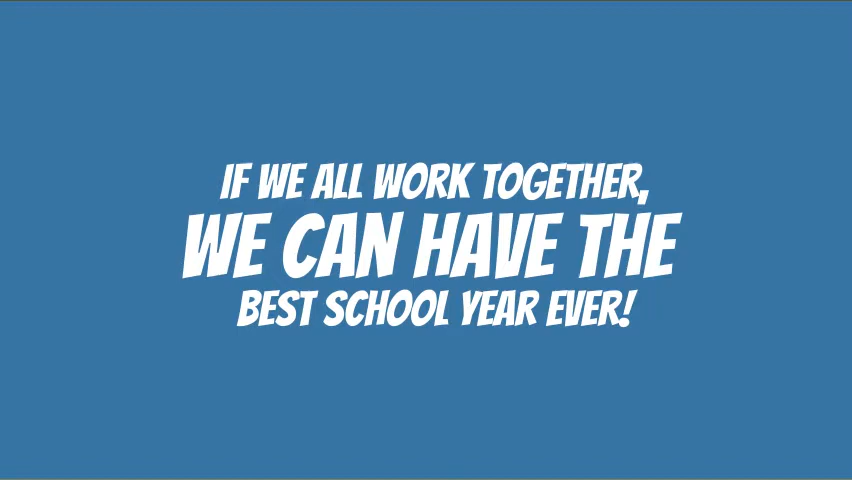 IF WE ALL WORK TOGETHER,
WE CAN HAVE THE
BEST SCHOOL YEAR EVER!